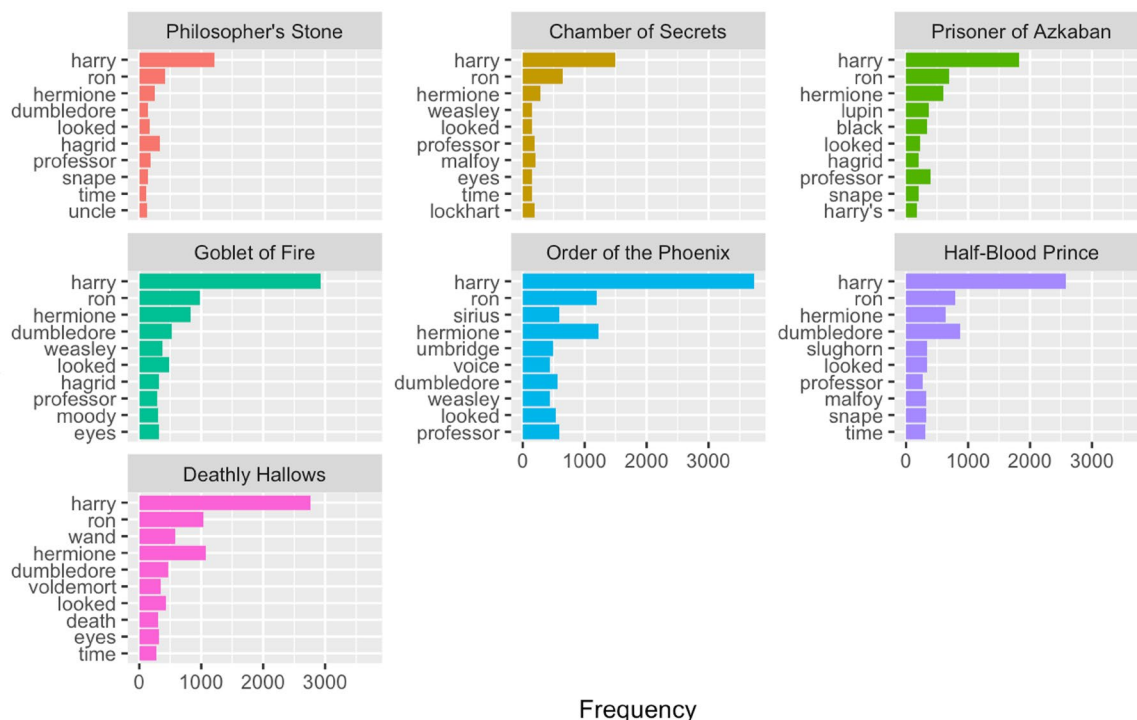 Philosopher's Stone
harry
ron
hermione
dumbledore
looked
hagrid
professor
snape
time
uncle
Chamber of Secrets
harry
ron
hermione
weasley
looked
professor
malfoy
eyes
time
lockhart
Prisoner of Azkaban
harry
ron
hermione
lupin
black
looked
hagrid
professor
snape
harry's
Goblet of Fire
harry
ron
hermione
dumbledore
weasley
looked
hagrid
professor
moody
eyes
Order of the Phoenix
harry
ron
sirius
hermione
umbridge
voice
dumbledore
weasley
looked
professor
0 1000 2000 3000
Half-Blood Prince
harry
ron
hermione
dumbledore
slughorn
looked
professor
malfoy
snape
time
0 1000 2000 3000
Deathly Hallows
harry
ron
wand
hermione
dumbledore
voldemort
looked
death
eyes
time
0 1000 2000 3000
Frequency